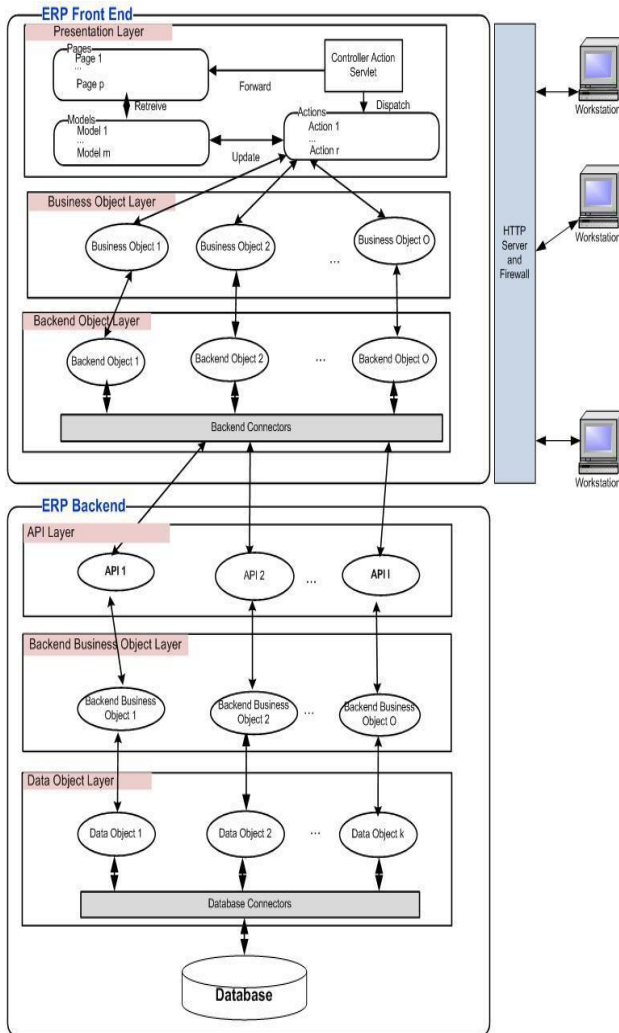 ERP Front End
Presentation Layer
Pages
Page 1
...
Page p
Controller Action
Servlet
Forward
Retreive
Dispatch
Models
Model 1
...
Model m
Update
Actions
Action 1
...
Action r
Business Object Layer
Business Object 1
Business Object 2
...
Business Object O
Backend Object Layer
Backend Object 1
Backend Object 2
...
Backend Object O
Backend Connectors
HTTP
Server
and
Firewall
Workstation
Workstation
Workstation
ERP Backend
API Layer
API 1
API 2
...
API l
Backend Business Object Layer
Backend Business
Object 1
Backend Business
Object 2
...
Backend Business
Object O
Data Object Layer
Data Object 1
Data Object 2
...
Data Object k
Database Connectors
Database